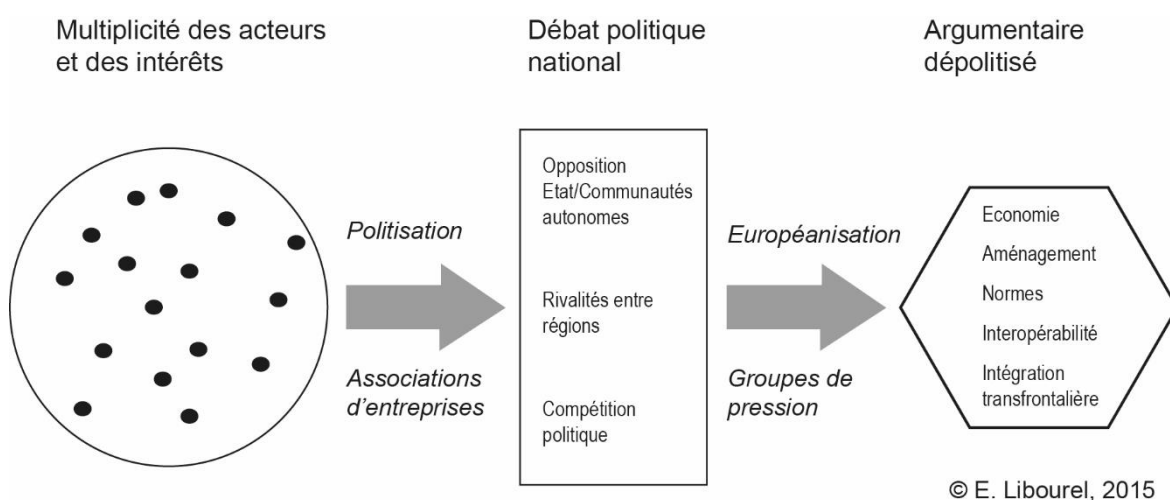 Multiplicité des acteurs
et des intérêts
Débat politique
national
Argumentaire
dépolitisé
Politisation
Associations
d'entreprises
Opposition
Etat/Communautés
autonomes
Rivalités entre
régions
Compétition
politique
Européanisation
Groupes de
pression
Economie
Aménagement
Normes
Interopérabilité
Intégration
transfrontalière
© E. Libourel, 2015